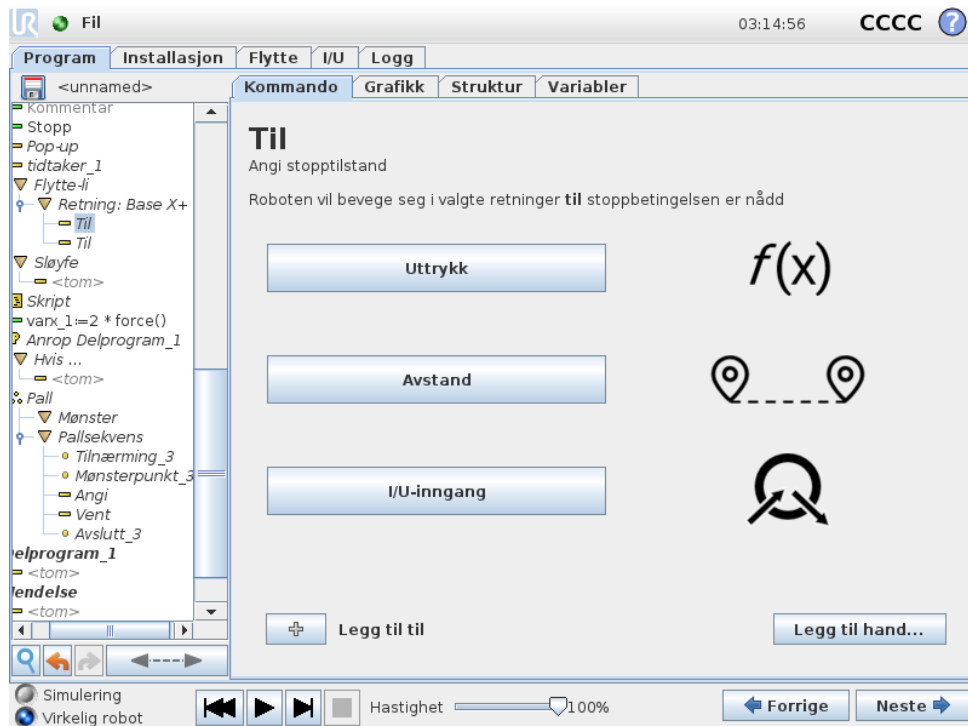 UR Fil 03:14:56 CCCC ?
Program Installasjon Flytte I/U Logg
<unnamed>
Kommando Grafikk Struktur Variabler
Kommentar
Stopp
Pop-up
tidtaker_1
Flytte-li
Retning: Base X+
Til
Til
Sløyfe
<tom>
Skript
varx_1:=2 * force()
Anrop Delprogram_1
Hvis ...
<tom>
Pall
Mønster
Pallsekvens
Tilnærming_3
Mønsterpunkt_3
Angi
Vent
Avslutt_3
elprogram_1
<tom>
endelse
<tom>
Til
Angi stopptilstand
Roboten vil bevege seg i valgte retninger til stoppbetingelsen er nådd
Uttrykk f(x)
Avstand
I/U-inngang
Legg til til Legg til hand...
Simulering
Virkelig robot
Hastighet 100%
Forrige Neste